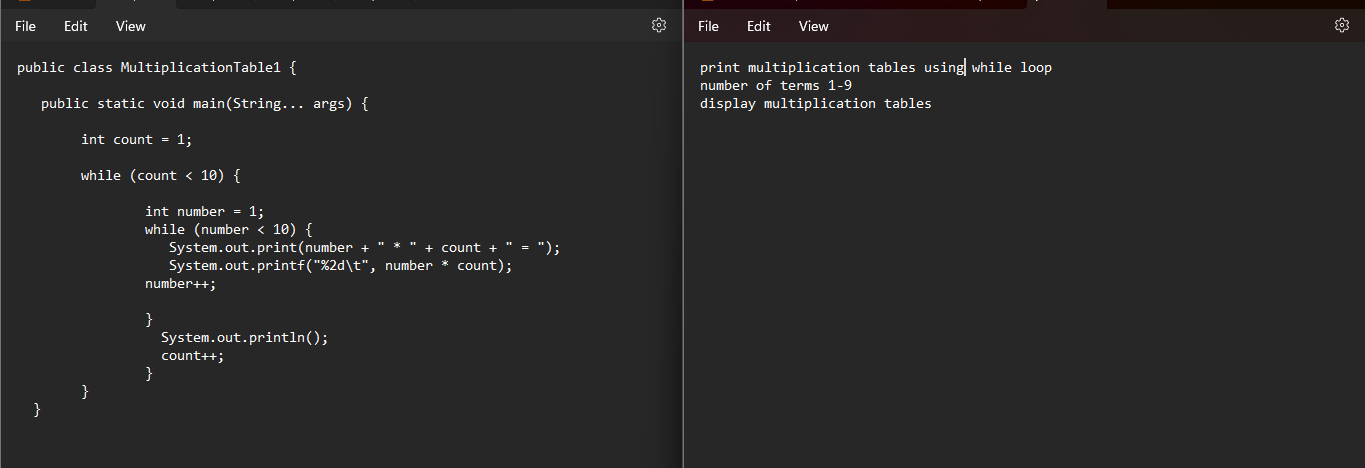 File Edit View
public class MultiplicationTable1 {
public static void main(String... args) {
int count = 1;
while (count < 10) {
int number = 1;
while (number < 10) {
System.out.print(number + " * " + count + " = ");
System.out.printf("%2d\t", number * count);
number++;
}
System.out.println();
count++;
}
}
}
File Edit View
print multiplication tables using while loop
number of terms 1-9
display multiplication tables